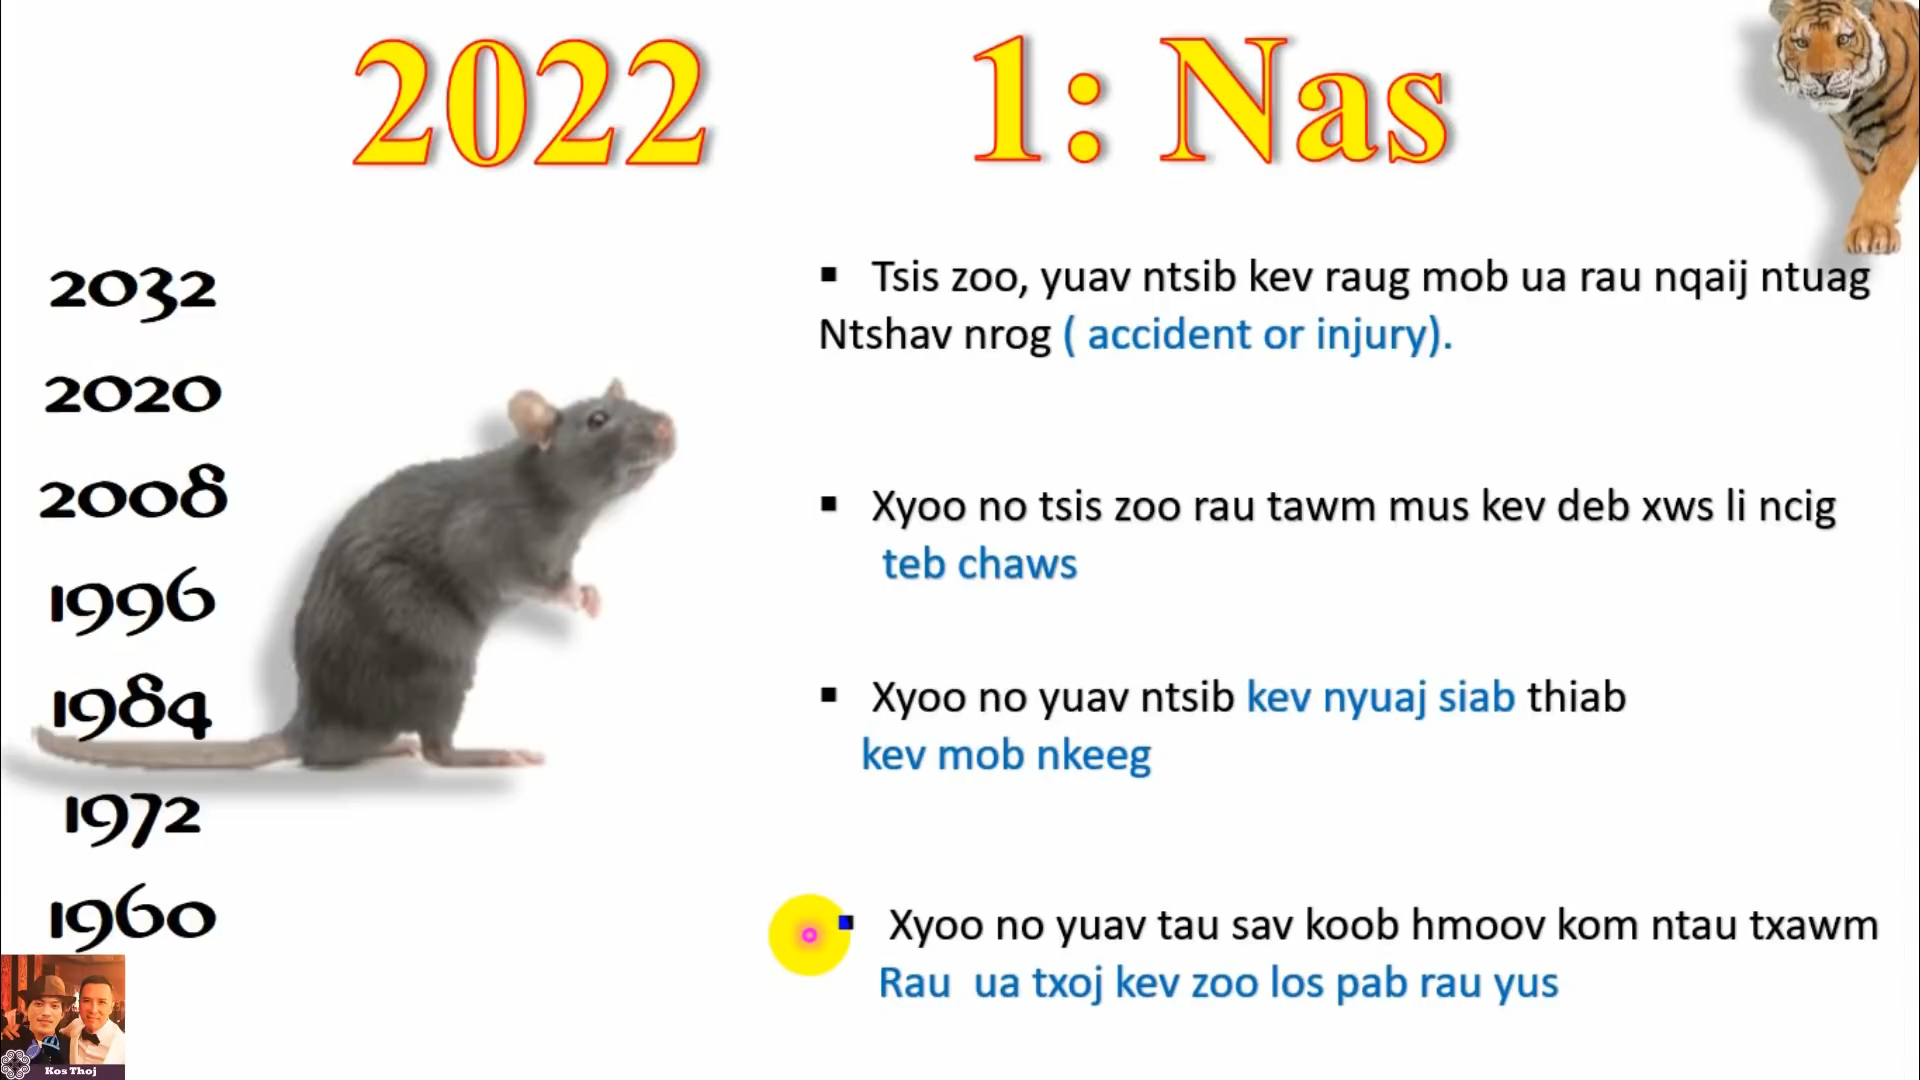 2022 1: Nas
2032
2020
2008
1996
1984
1972
1960
▪ Tsis zoo, yuav ntsib kev raug mob ua rau nqaij ntuag
Ntshav nrog ( accident or injury).
▪ Xyoo no tsis zoo rau tawm mus kev deb xws li ncig
teb chaws
▪ Xyoo no yuav ntsib kev nyuaj siab thiab
kev mob nkeeg
▪ Xyoo no yuav tau sav koob hmoov kom ntau txawm
Rau ua txoj kev zoo los pab rau yus
Kos Thoj